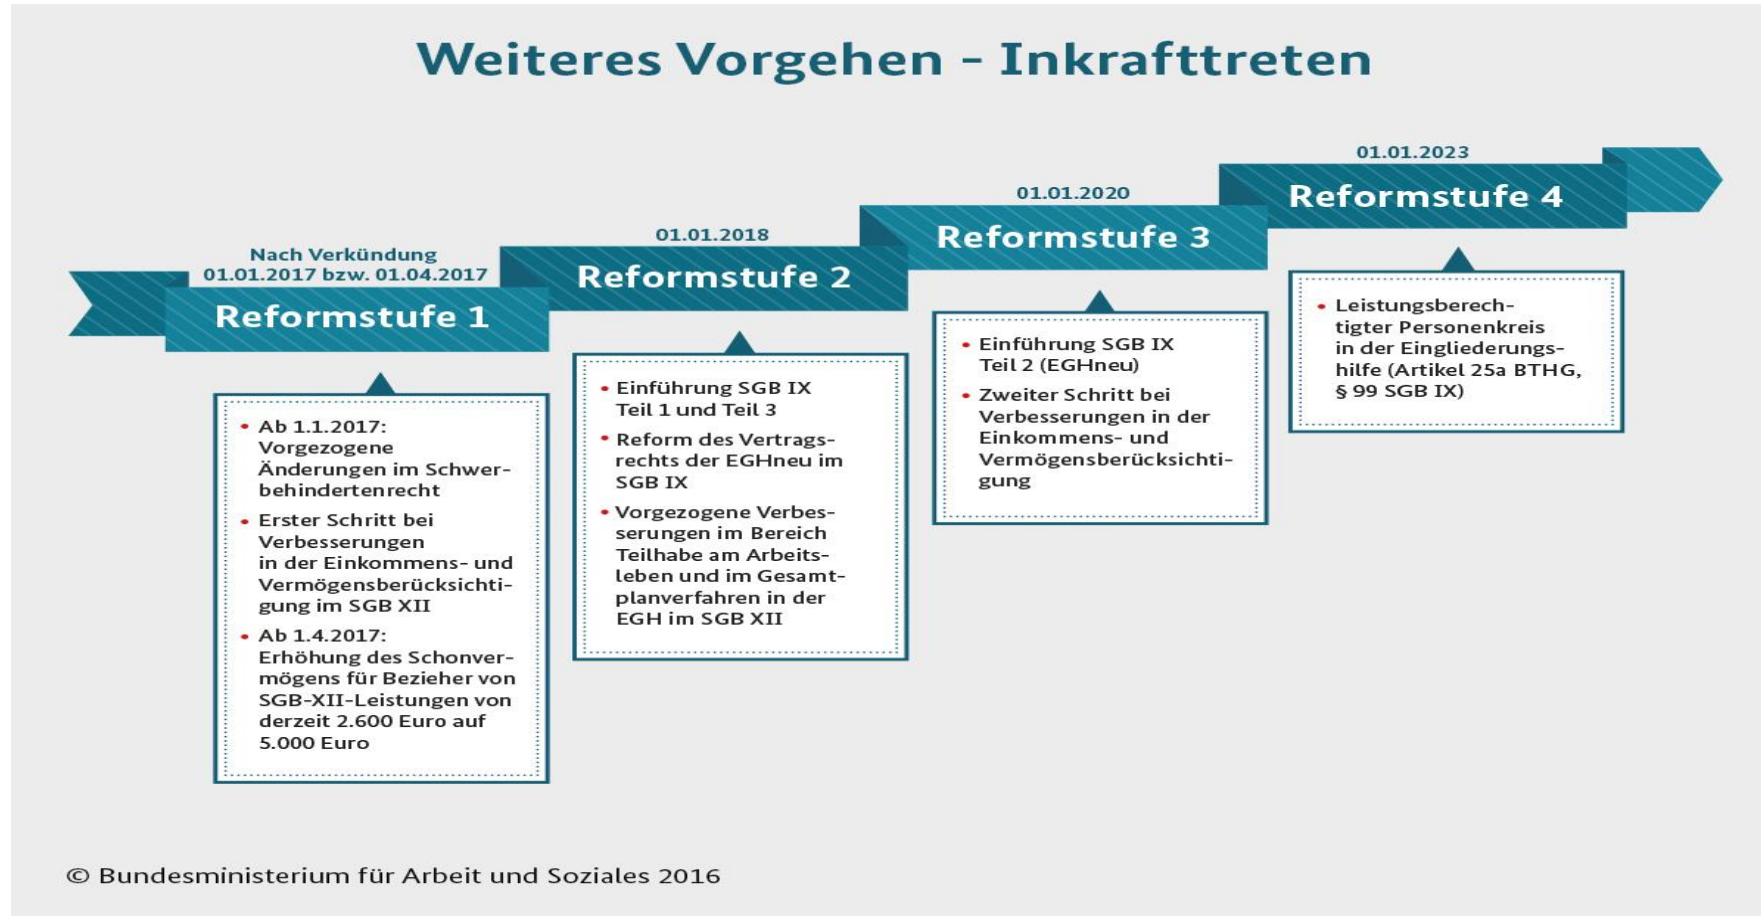 Weiteres Vorgehen - Inkrafttreten
Nach Verkündung
01.01.2017 bzw. 01.04.2017
Reformstufe 1
• Ab 1.1.2017:
Vorgezogene
Änderungen im Schwer-
behindertenrecht
• Erster Schritt bei
Verbesserungen
in der Einkommens- und
Vermögensberücksichti-
gung im SGB XII
• Ab 1.4.2017:
Erhöhung des Schonver-
mögens für Bezieher von
SGB-XII-Leistungen von
derzeit 2.600 Euro auf
5.000 Euro
01.01.2018
Reformstufe 2
• Einführung SGB IX
Teil 1 und Teil 3
• Reform des Vertrags-
rechts der EGHneu im
SGB IX
• Vorgezogene Verbes-
serungen im Bereich
Teilhabe am Arbeits-
leben und im Gesamt-
planverfahren in der
EGH im SGB XII
01.01.2020
Reformstufe 3
• Einführung SGB IX
Teil 2 (EGHneu)
• Zweiter Schritt bei
Verbesserungen in der
Einkommens- und
Vermögensberücksichti-
gung
01.01.2023
Reformstufe 4
• Leistungsberech-
tigter Personenkreis
in der Eingliederungs-
hilfe (Artikel 25a BTHG,
§ 99 SGB IX)
© Bundesministerium für Arbeit und Soziales 2016